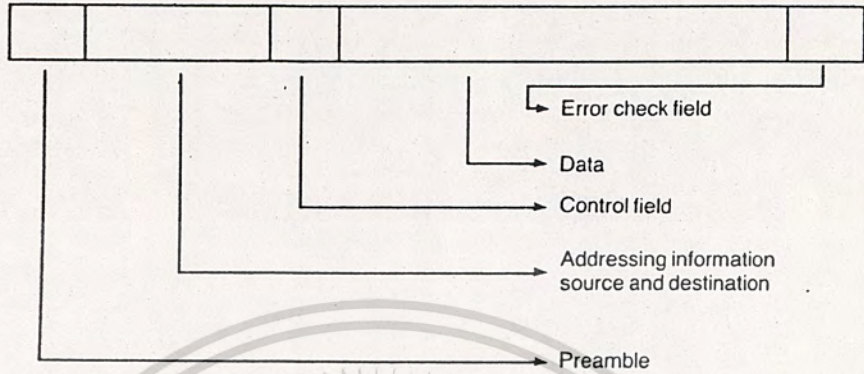 Error check field
Data
Control field
Addressing information
source and destination
Preamble